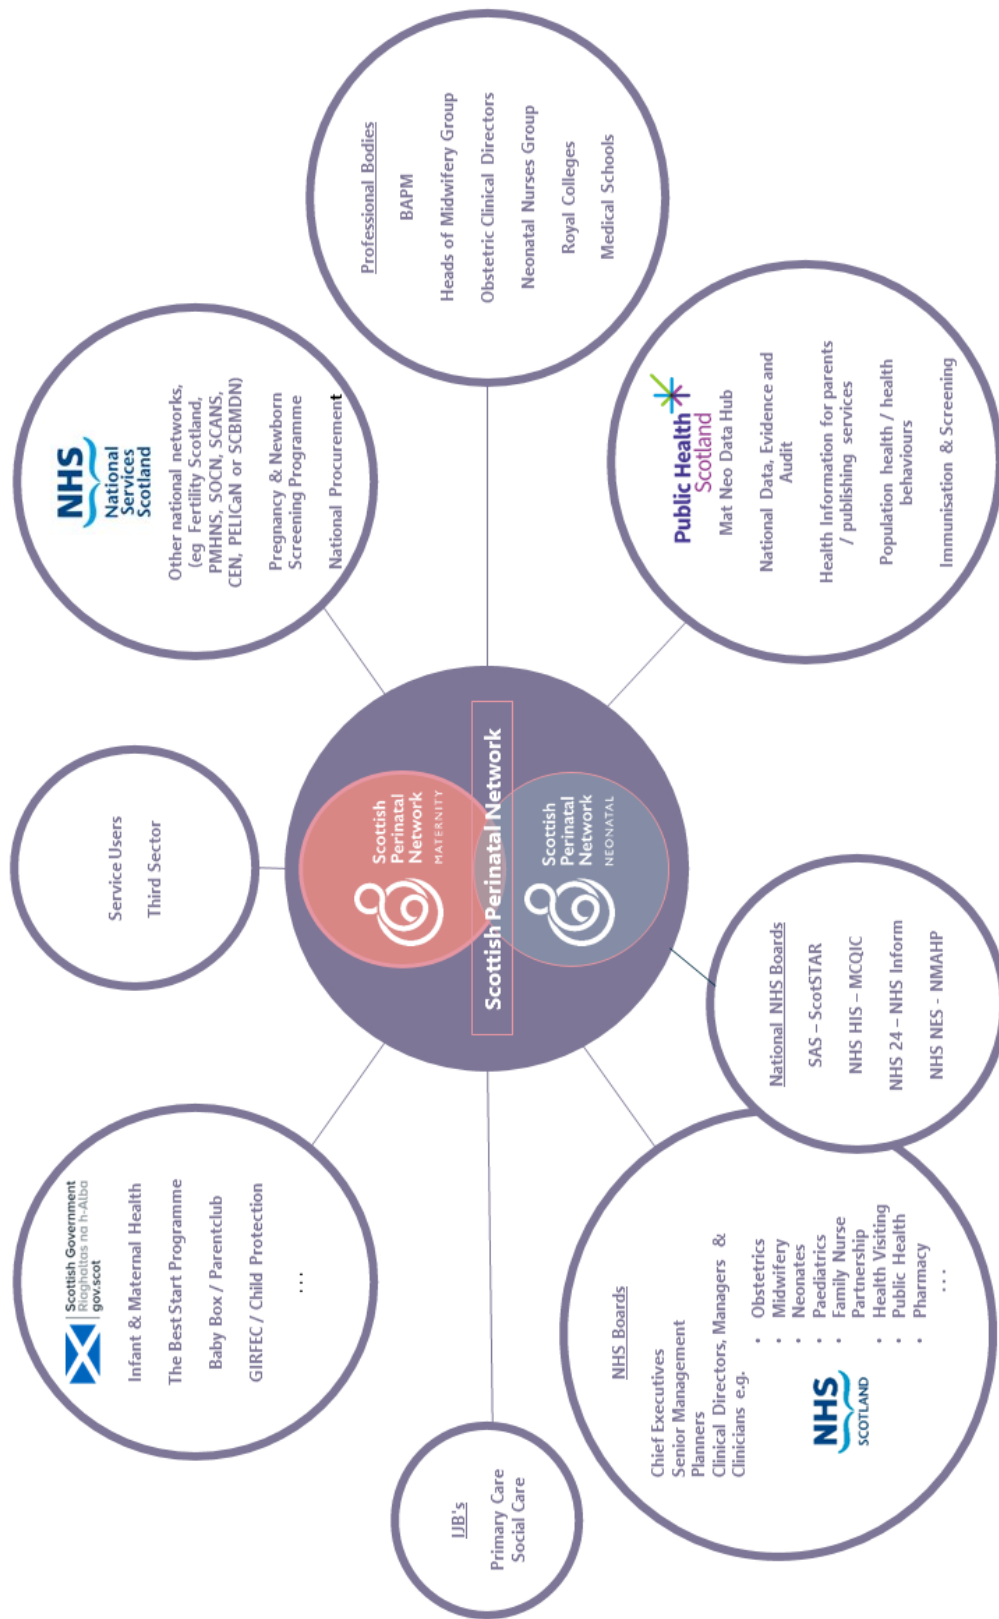 Scottish Government
Riaghaltas na h-Alba
gov.scot
Infant & Maternal Health
The Best Start Programme
Baby Box / Parentclub
GIRFEC / Child Protection
...
Service Users
Third Sector
NHS
National
Services
Scotland
Other national networks,
(eg Fertility Scotland,
PMHNS, SOCN, SCANS,
CEN, PELICaN or SCBMDN)
Pregnancy & Newborn
Screening Programme
National Procurement
IJB's
Primary Care
Social Care
Scottish
Perinatal
Network
MATERNITY
Scottish Perinatal Network
Scottish
Perinatal
Network
NEONATAL
Professional Bodies
BAPM
Heads of Midwifery Group
Obstetric Clinical Directors
Neonatal Nurses Group
Royal Colleges
Medical Schools
NHS Boards
Chief Executives
Senior Management
Planners
Clinical Directors, Managers &
Clinicians e.g.
• Obstetrics
• Midwifery
• Neonates
• Paediatrics
• Family Nurse
Partnership
• Health Visiting
• Public Health
• Pharmacy
...
NHS
SCOTLAND
National NHS Boards
SAS – ScotSTAR
NHS HIS – MCQIC
NHS 24 – NHS Inform
NHS NES - NMAHP
Public Health
Scotland
Mat Neo Data Hub
National Data, Evidence and
Audit
Health Information for parents
/ publishing services
Population health / health
behaviours
Immunisation & Screening